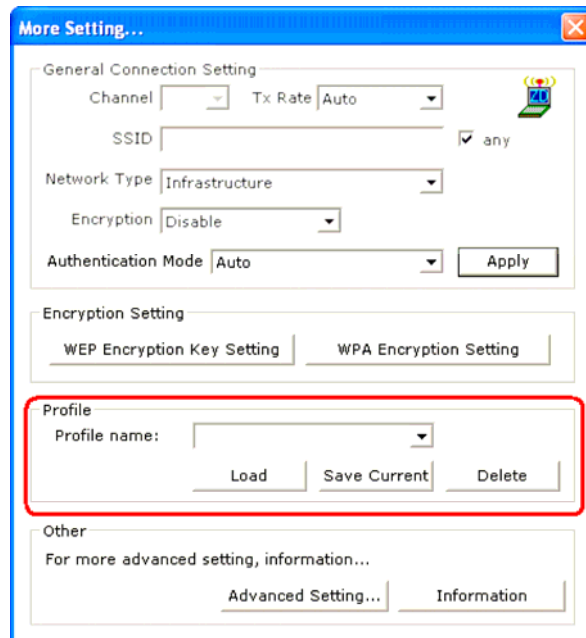 More Setting...
General Connection Setting
Channel Tx Rate Auto
SSID any
Network Type Infrastructure
Encryption Disable
Authentication Mode Auto Apply
Encryption Setting
WEP Encryption Key Setting WPA Encryption Setting
Profile
Profile name:
Load Save Current Delete
Other
For more advanced setting, information...
Advanced Setting... Information
ZD